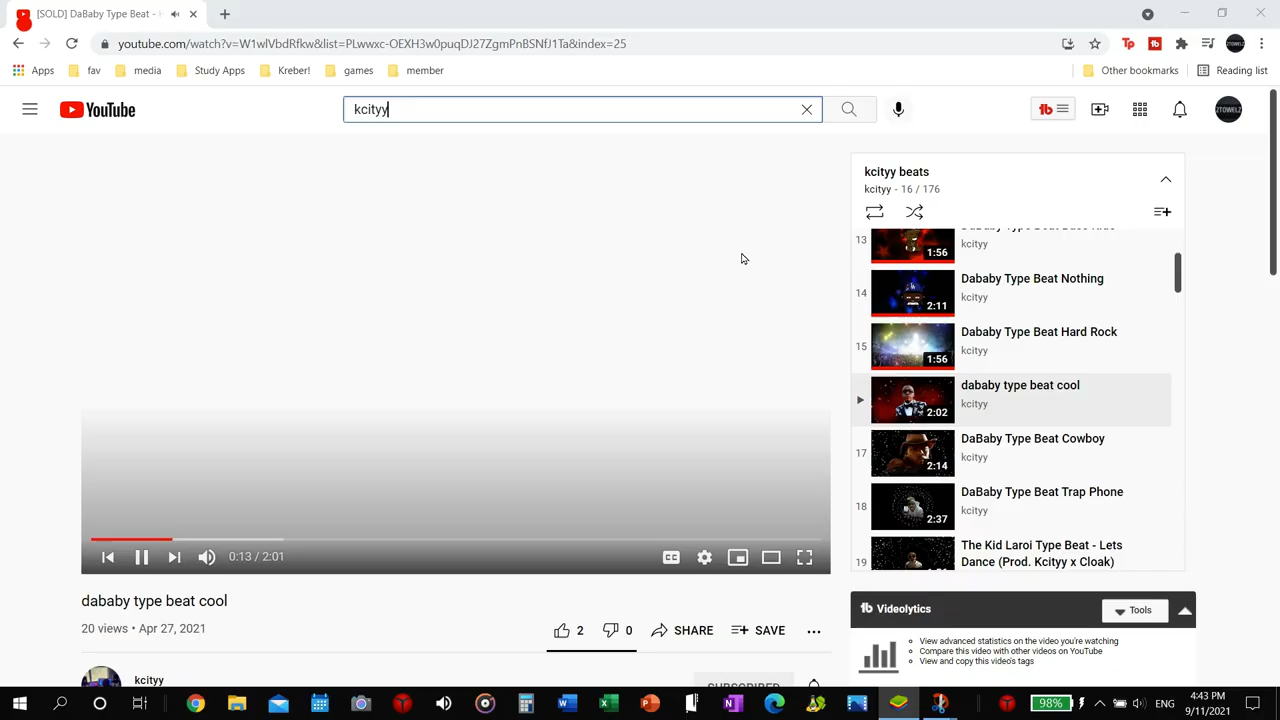 [SOLD] DaBaby Type Beat - H
youtube.com/watch?v=W1wlVbdRfkw&list=PLwwxc-OEXH3w0ppcDJ27ZgmPnmRfJ1Ta&index=25
Apps fav media Study Apps Kreber! games member Other bookmarks Reading list
YouTube
kcityy
ZTOWELZ
kcityy beats
kcityy - 16 / 176
13
1:56
kcityy
14
2:11
Dababy Type Beat Nothing
kcityy
15
1:56
Dababy Type Beat Hard Rock
kcityy
2:02
dababy type beat cool
kcityy
17
2:14
DaBaby Type Beat Cowboy
kcityy
18
2:37
DaBaby Type Beat Trap Phone
kcityy
19
The Kid Laroi Type Beat - Lets
Dance (Prod. Kcityy x Cloak)
0:13 / 2:01
CC
dababy type beat cool
20 views • Apr 27, 2021
2 0 SHARE SAVE
kcityy
SUBSCRIBED
Videolytics
Tools
View advanced statistics on the video you're watching
Compare this video with other videos on YouTube
View and copy this video's tags
98%
ENG
4:43 PM
9/11/2021